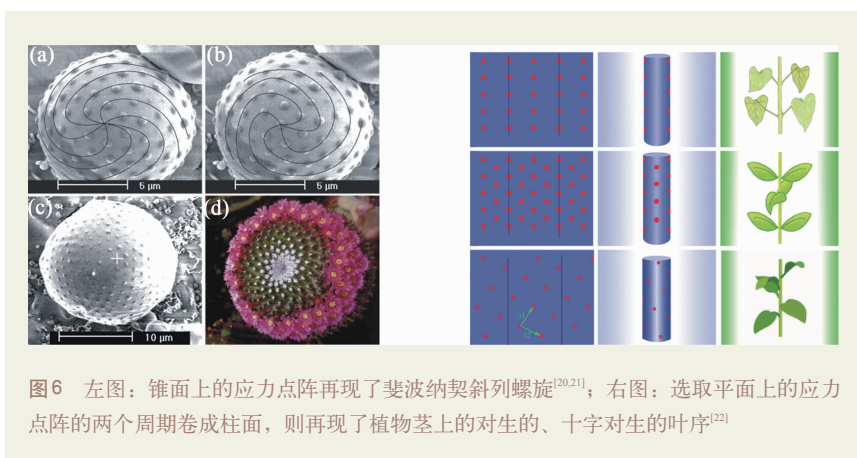 (a)
(b)
5 μm
5 μm
(c)
(d)
10 μm
a1
a2
图6 左图：锥面上的应力点阵再现了斐波纳契斜列螺旋[20,21]；右图：选取平面上的应力
点阵的两个周期卷成柱面，则再现了植物茎上的对生的、十字对生的叶序[22]